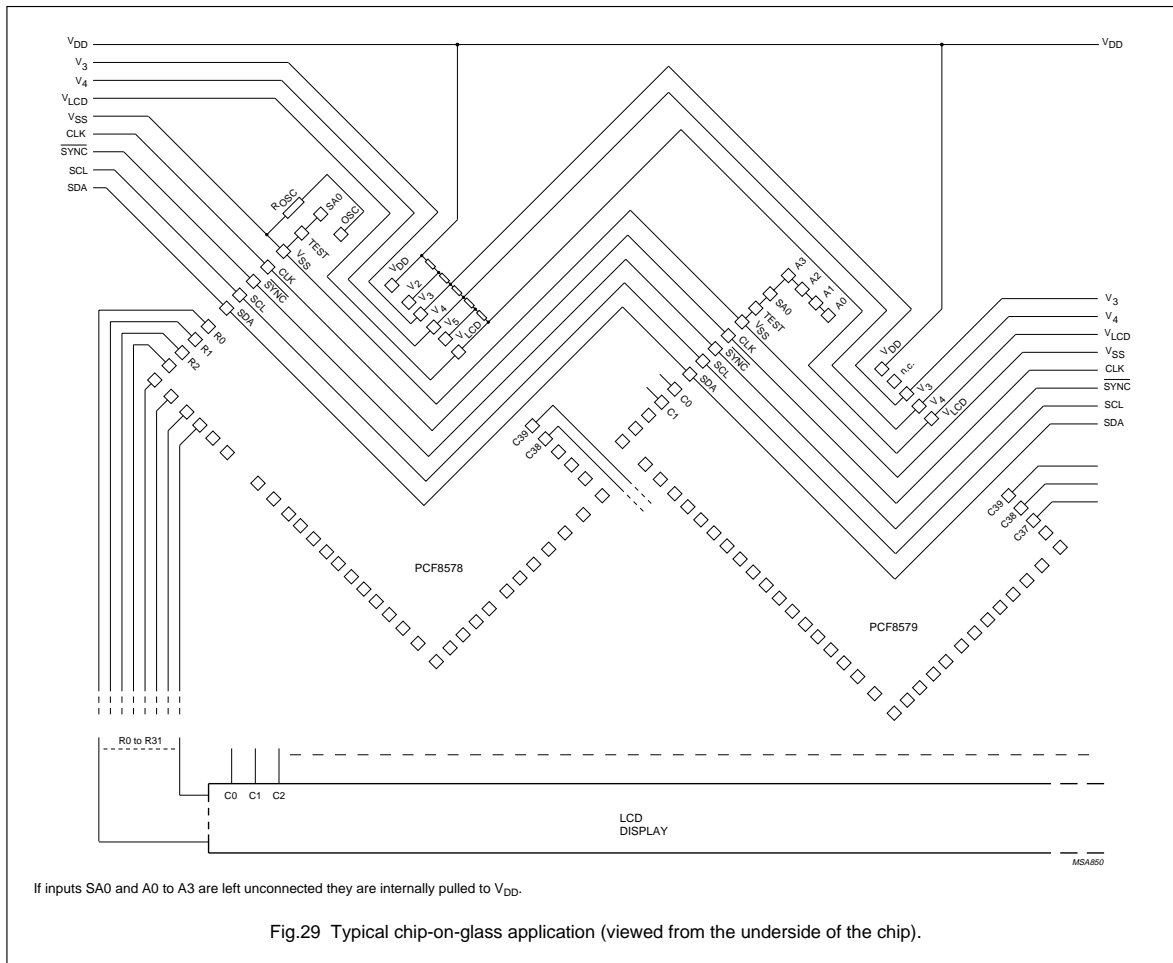 VDD
V3
V4
VLCD
VSS
CLK
SYNC
SCL
SDA
VDD
ROSC
SA0
OSC
TEST
VSS
CLK
SYNC
SCL
SDA
R0
R1
R2
VDD
V2
V3
V4
V5
VLCD
C39
C38
PCF8578
A3
A2
A1
A0
SA0
TEST
VSS
CLK
SYNC
SCL
SDA
C0
C1
VDD
n.c.
V3
V4
VLCD
V3
V4
VLCD
VSS
CLK
SYNC
SCL
SDA
C39
C38
C37
PCF8579
R0 to R31
C0 C1 C2
LCD
DISPLAY
MSA850
If inputs SA0 and A0 to A3 are left unconnected they are internally pulled to VDD.
Fig.29 Typical chip-on-glass application (viewed from the underside of the chip).